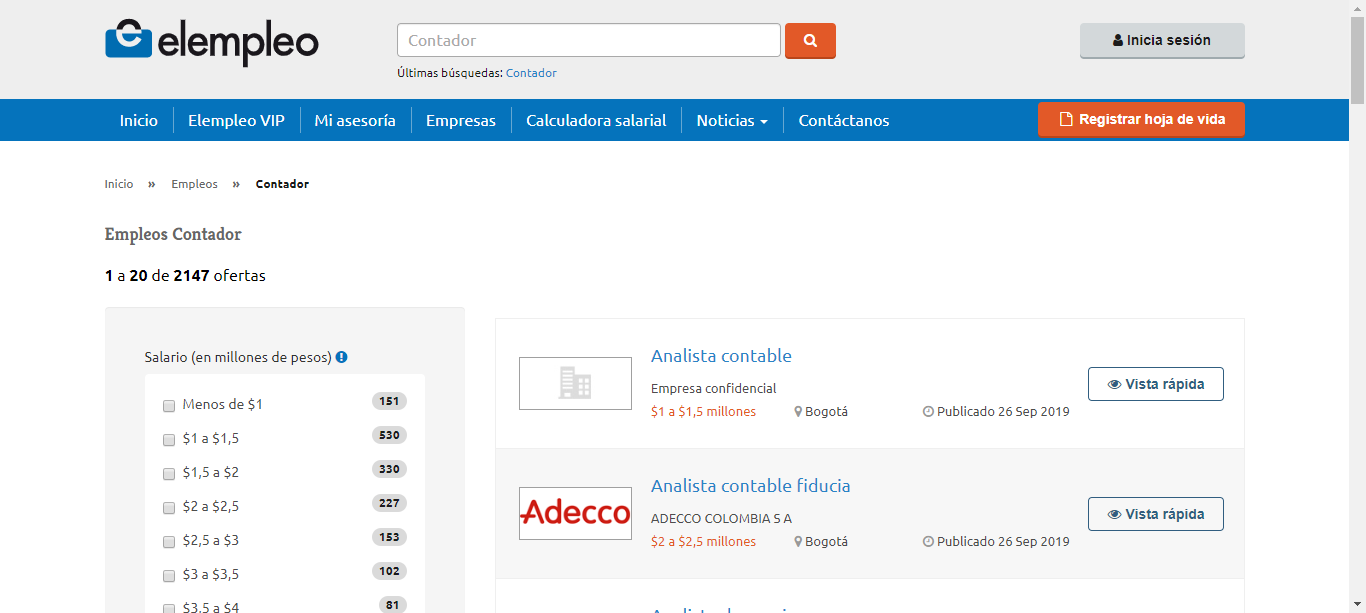 elempleo
Contador
Últimas búsquedas: Contador
Inicia sesión
Inicio
Elempleo VIP
Mi asesoría
Empresas
Calculadora salarial
Noticias
Contáctanos
Registrar hoja de vida
Inicio » Empleos » Contador
Empleos Contador
1 a 20 de 2147 ofertas
Salario (en millones de pesos)
Menos de $1 151
$1 a $1,5 530
$1,5 a $2 330
$2 a $2,5 227
$2,5 a $3 153
$3 a $3,5 102
$3,5 a $4 81
Analista contable
Empresa confidencial
$1 a $1,5 millones Bogotá Publicado 26 Sep 2019
Vista rápida
Adecco
Analista contable fiducia
ADECCO COLOMBIA S A
$2 a $2,5 millones Bogotá Publicado 26 Sep 2019
Vista rápida